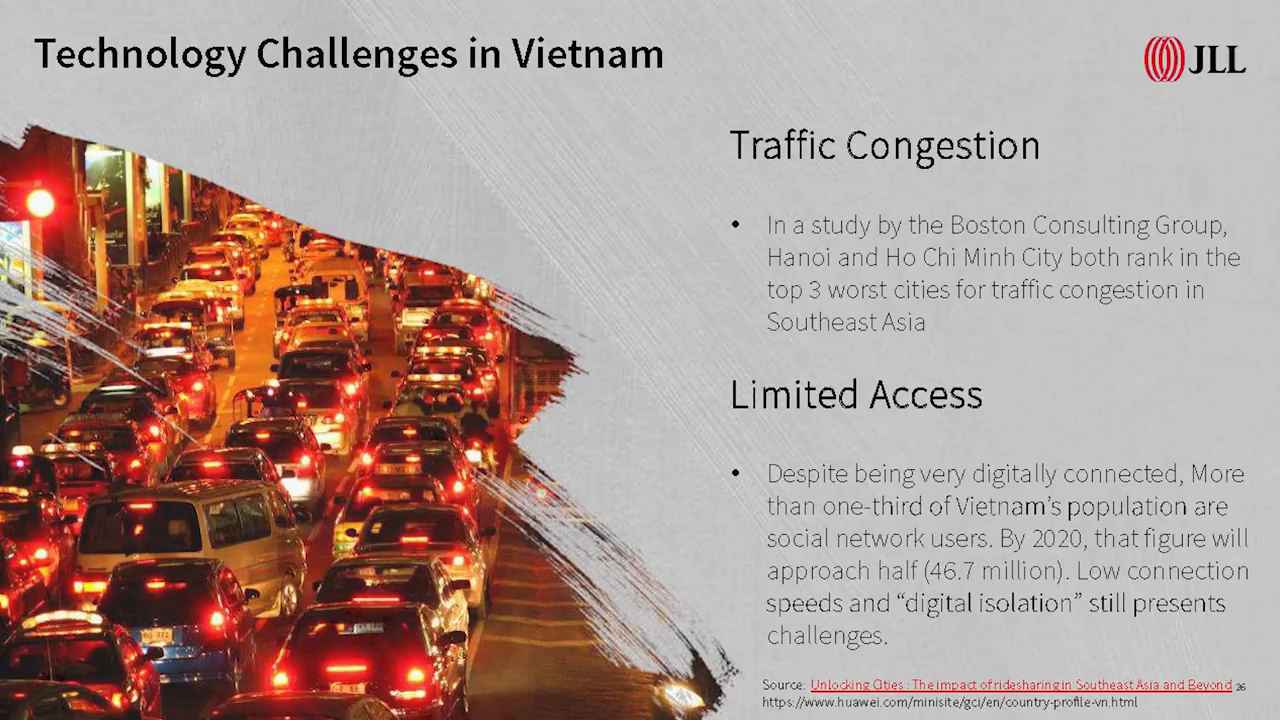 Technology Challenges in Vietnam
JLL
Traffic Congestion
• In a study by the Boston Consulting Group,
Hanoi and Ho Chi Minh City both rank in the
top 3 worst cities for traffic congestion in
Southeast Asia
Limited Access
• Despite being very digitally connected, More
than one-third of Vietnam’s population are
social network users. By 2020, that figure will
approach half (46.7 million). Low connection
speeds and “digital isolation” still presents
challenges.
Source: Unlocking Cities : The impact of ridesharing in Southeast Asia and Beyond 26
https://www.huawei.com/minisite/gci/en/country-profile-vn.html